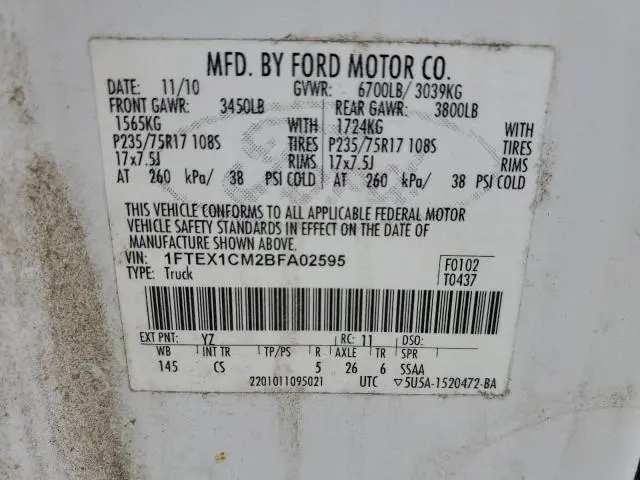 MFD. BY FORD MOTOR CO.
DATE: 11/10 GVWR: 6700LB/ 3039KG
FRONT GAWR: 3450LB REAR GAWR: 3800LB
1565KG WITH 1724KG WITH
P235/75R17 108S TIRES P235/75R17 108S TIRES
17x7.5J RIMS 17x7.5J RIMS
AT 260 kPa/ 38 PSI COLD AT 260 kPa/ 38 PSI COLD
THIS VEHICLE CONFORMS TO ALL APPLICABLE FEDERAL MOTOR
VEHICLE SAFETY STANDARDS IN EFFECT ON THE DATE OF
MANUFACTURE SHOWN ABOVE.
VIN: 1FTEX1CM2BFA02595 F0102
TYPE: Truck T0437
EXT PNT: YZ RC: 11 DSO:
WB INT TR TP/PS R AXLE TR SPR
145 CS 5 26 6 SSAA
2201011095021 UTC ▽5U5A-1520472-BA